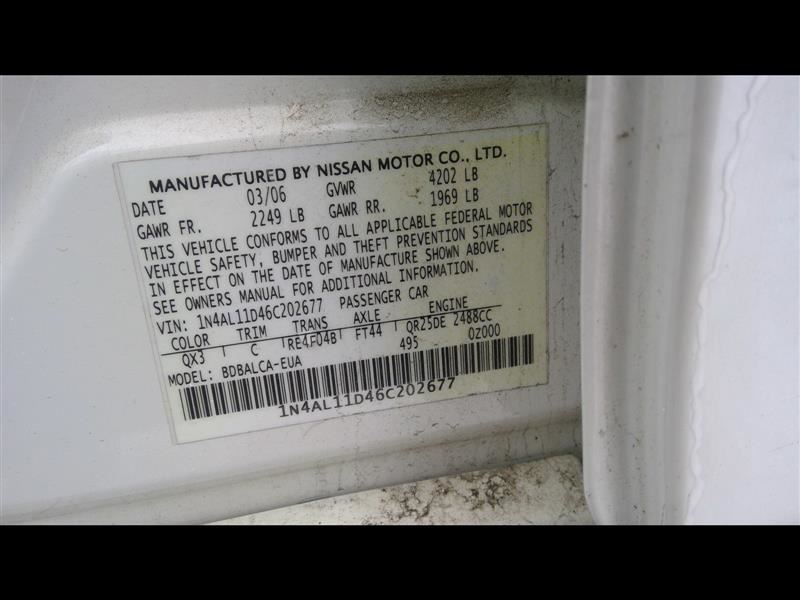 MANUFACTURED BY NISSAN MOTOR CO., LTD.
DATE 03/06 GVWR 4202 LB
GAWR FR. 2249 LB GAWR RR. 1969 LB
THIS VEHICLE CONFORMS TO ALL APPLICABLE FEDERAL MOTOR
VEHICLE SAFETY, BUMPER AND THEFT PREVENTION STANDARDS
IN EFFECT ON THE DATE OF MANUFACTURE SHOWN ABOVE.
SEE OWNERS MANUAL FOR ADDITIONAL INFORMATION.
VIN: 1N4AL11D46C202677 PASSENGER CAR
COLOR TRIM TRANS AXLE ENGINE
QX3 C RE4F04B FT44 QR25DE 2488CC
MODEL: BDBALCA-EUA 495 0Z000
1N4AL11D46C202677